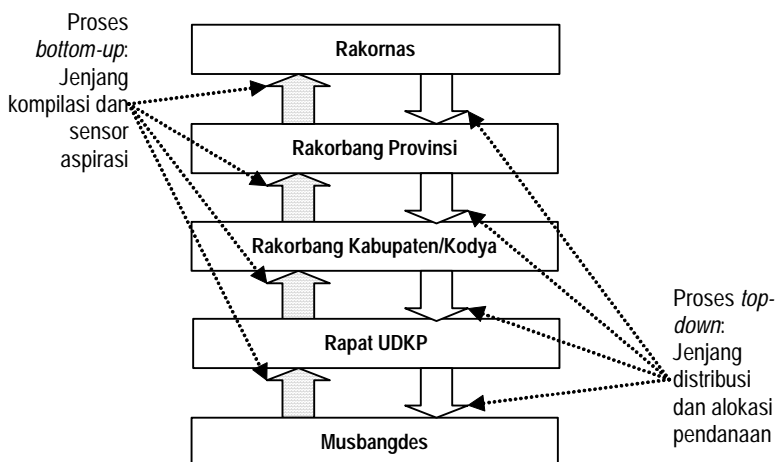 Proses
bottom-up:
Jenjang
kompilasi dan
sensor
aspirasi
Rakornas
Rakorbang Provinsi
Rakorbang Kabupaten/Kodya
Rapat UDKP
Musbangdes
Proses top-
down:
Jenjang
distribusi
dan alokasi
pendanaan